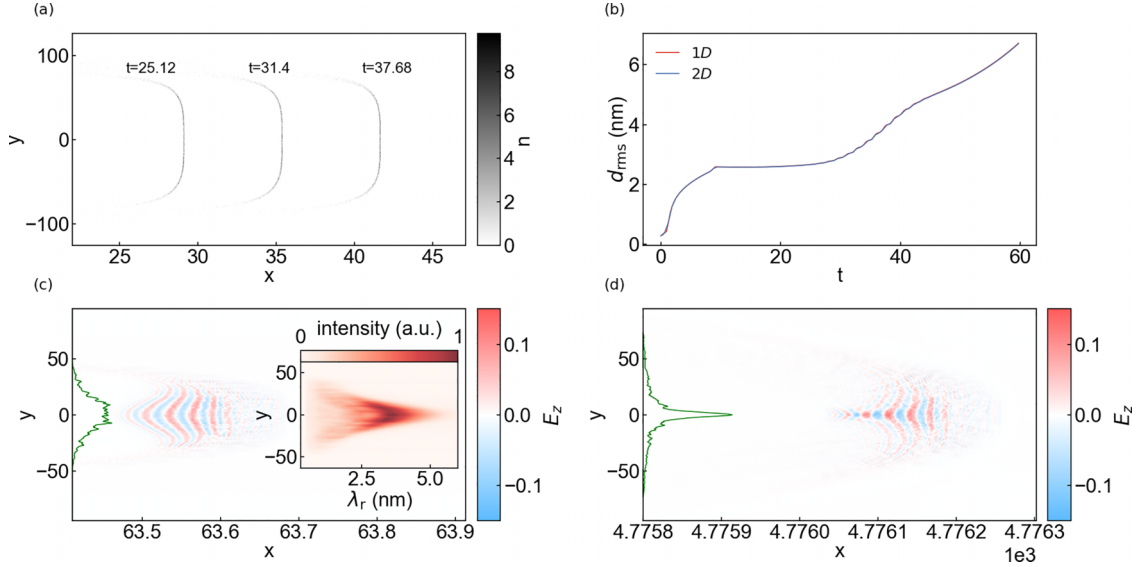 (a)
100
0
−100
y
t=25.12
t=31.4
t=37.68
25
30
35
40
45
x
8
6
4
2
0
n
(b)
1D
2D
6
4
2
0
d_rms (nm)
0
20
40
60
t
(c)
50
0
−50
y
intensity (a.u.)
0
1
50
0
−50
y
2.5
5.0
λ_r (nm)
63.5
63.6
63.7
63.8
63.9
x
0.1
0.0
−0.1
E_z
(d)
50
0
−50
y
4.7758
4.7759
4.7760
4.7761
4.7762
4.7763
x
1e3
0.1
0.0
−0.1
E_z